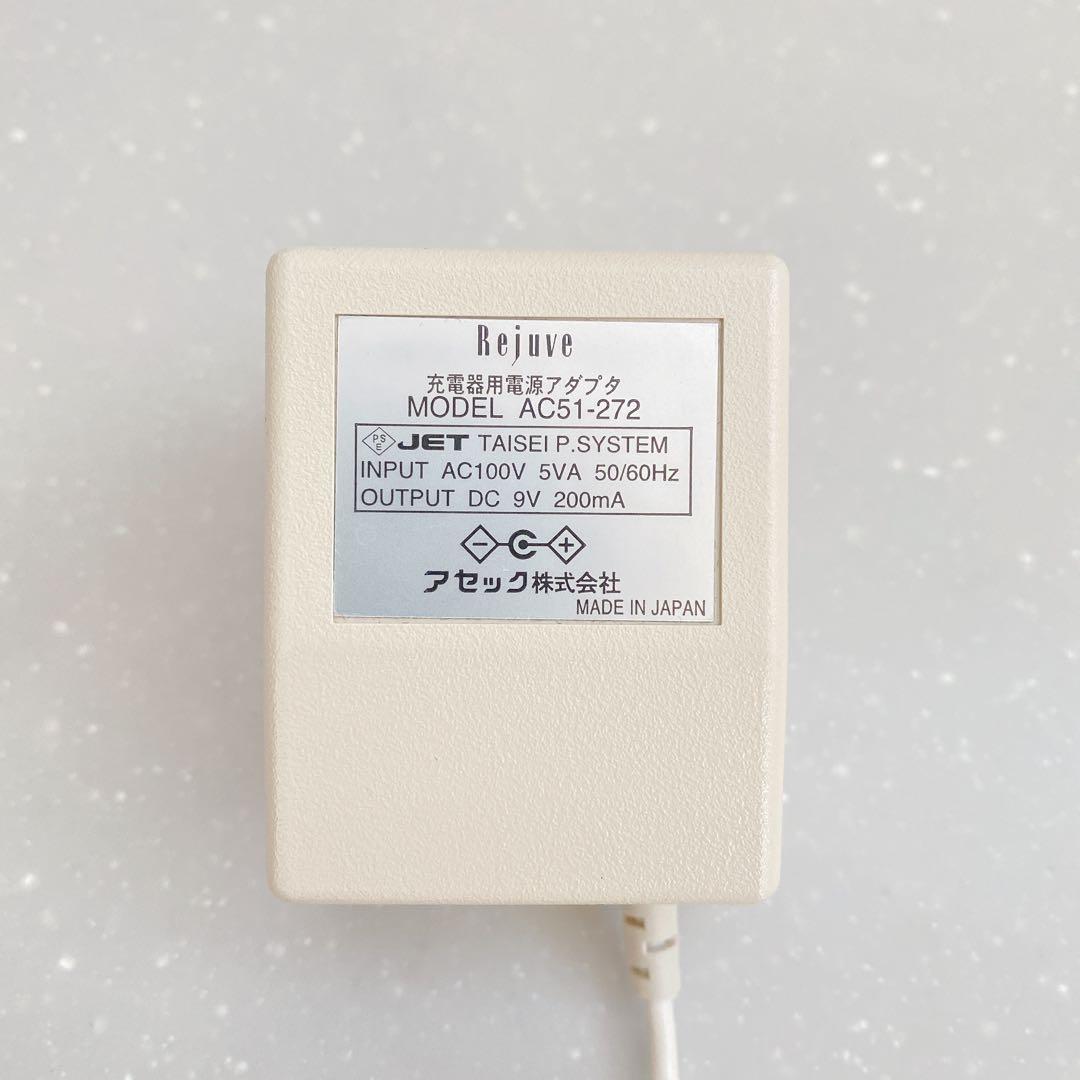 Rejuve
充電器用電源アダプタ
MODEL AC51-272
PS E JET TAISEI P.SYSTEM
INPUT AC100V 5VA 50/60Hz
OUTPUT DC 9V 200mA
アセック株式会社
MADE IN JAPAN